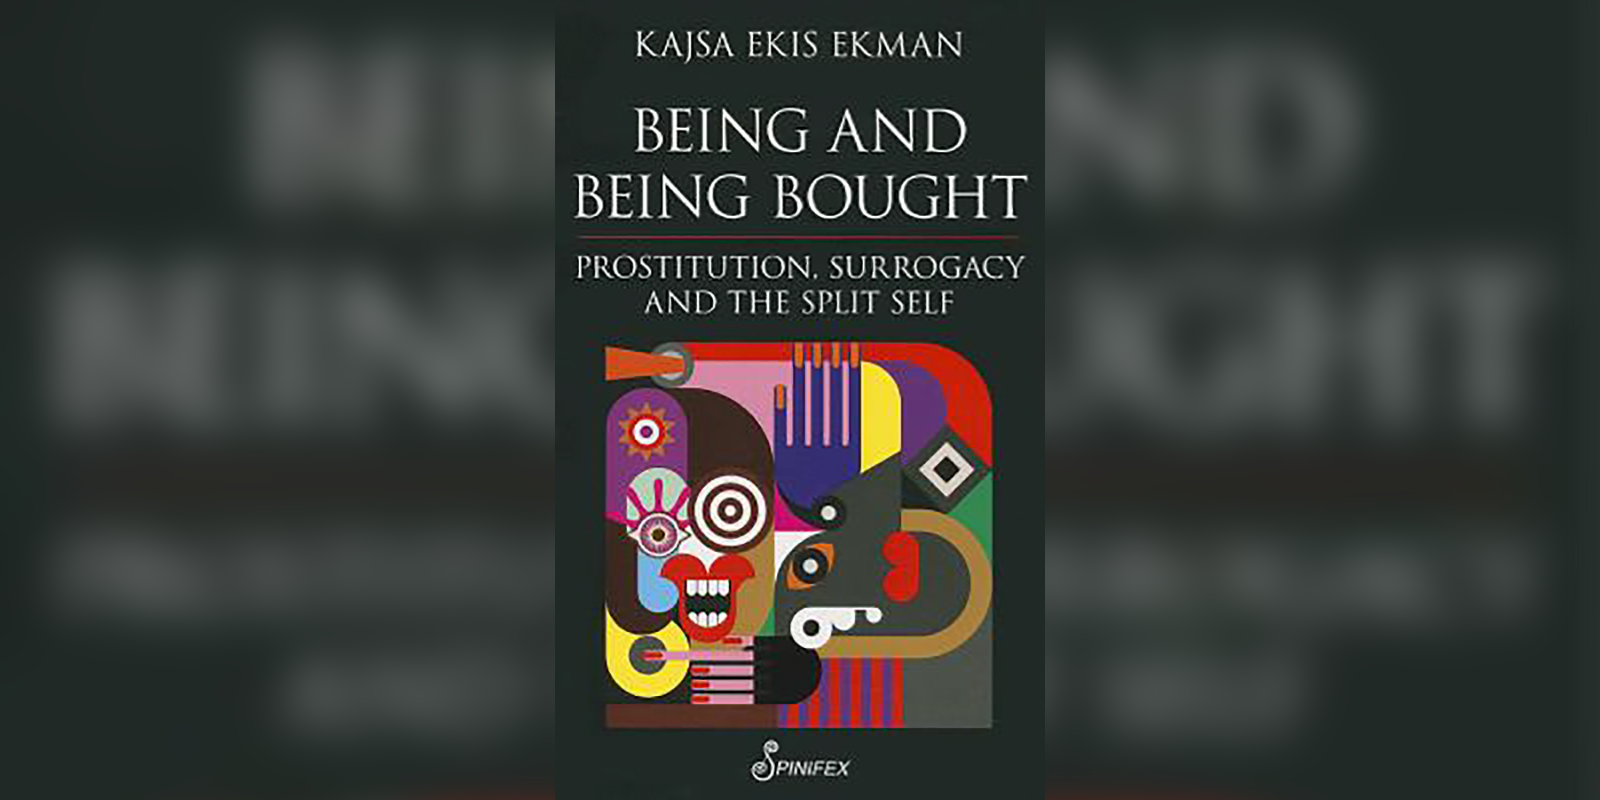 KAJSA EKIS EKMAN
BEING AND
BEING BOUGHT
PROSTITUTION, SURROGACY
AND THE SPLIT SELF
SPINIFEX